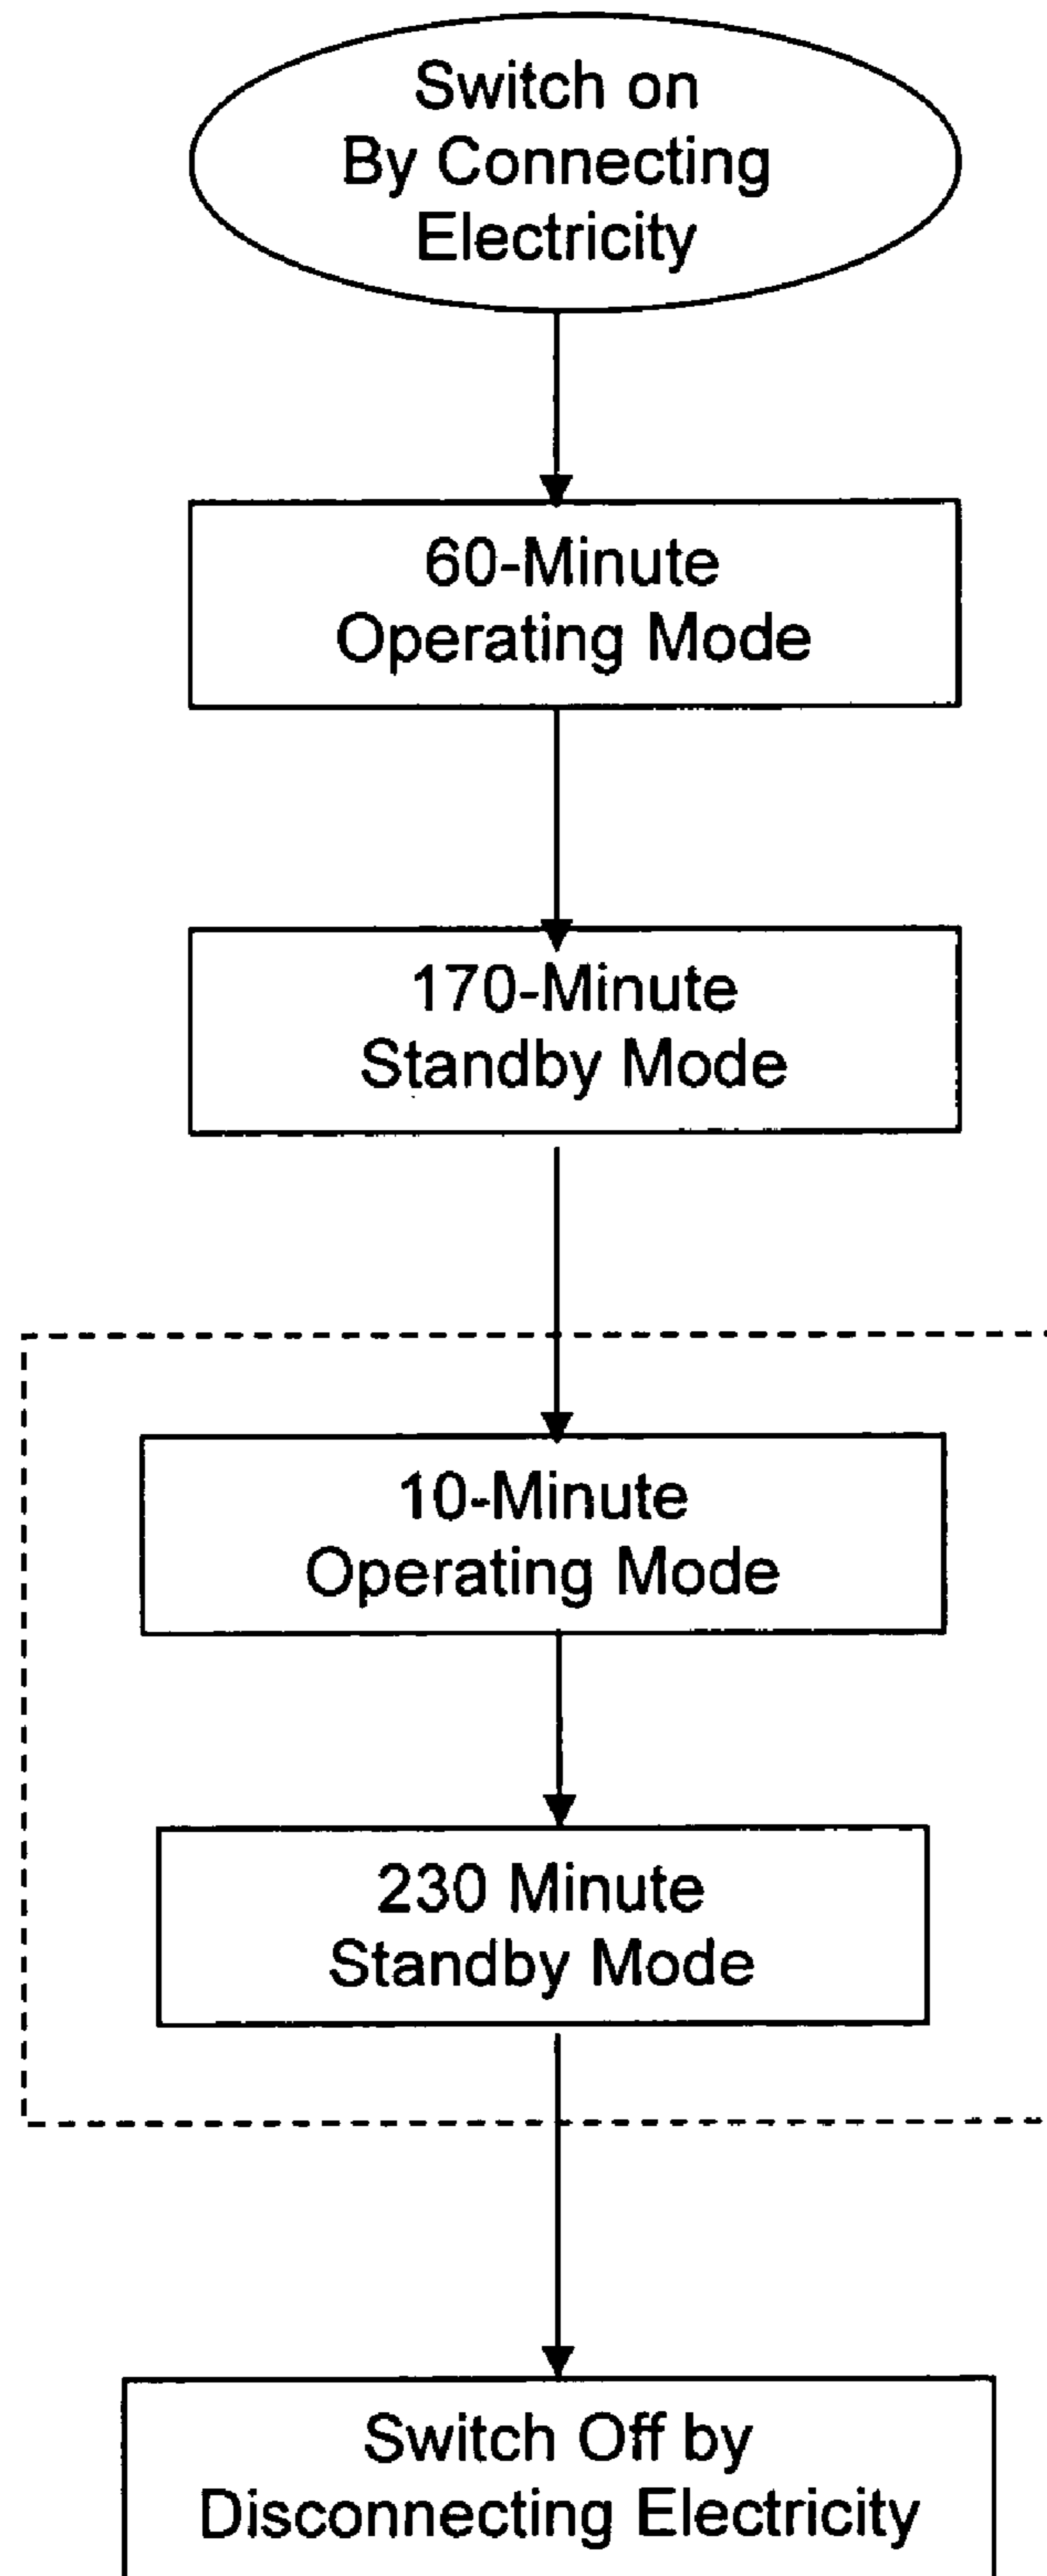 Switch on
By Connecting
Electricity
60-Minute
Operating Mode
170-Minute
Standby Mode
10-Minute
Operating Mode
230 Minute
Standby Mode
Switch Off by
Disconnecting Electricity